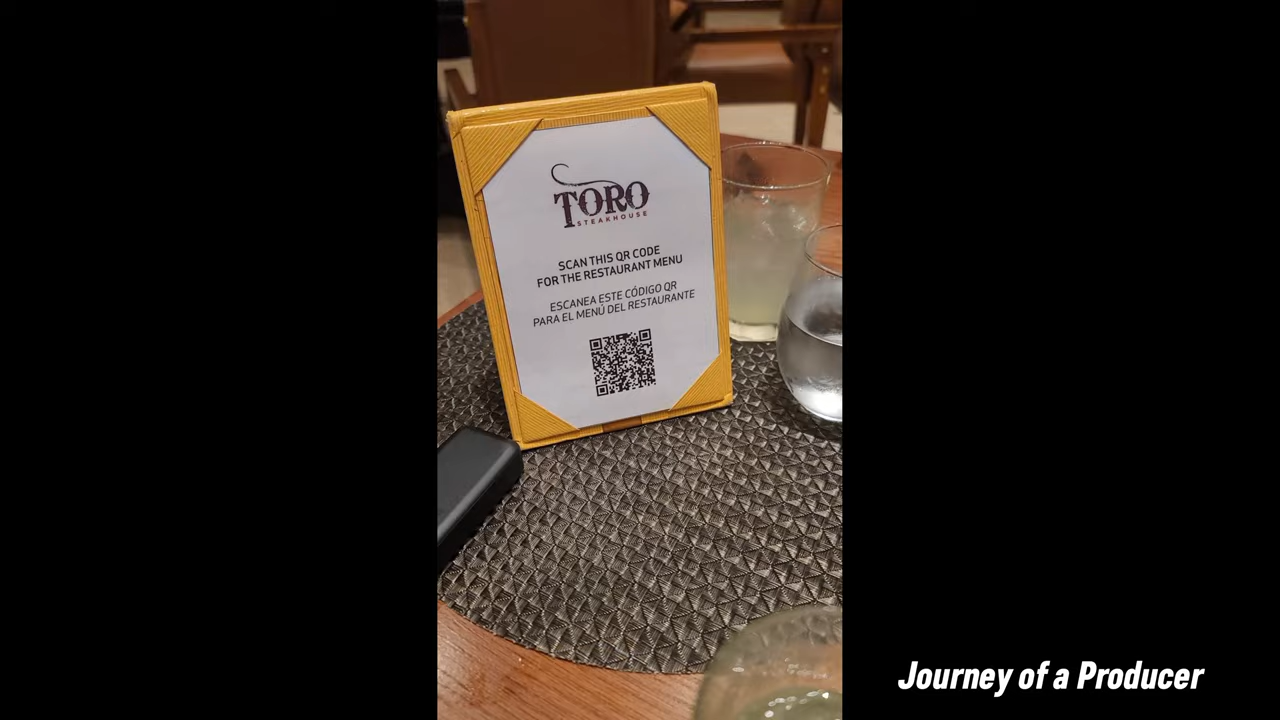 TORO
STEAKHOUSE
SCAN THIS QR CODE
FOR THE RESTAURANT MENU
ESCANEA ESTE CÓDIGO QR
PARA EL MENÚ DEL RESTAURANTE
Journey of a Producer